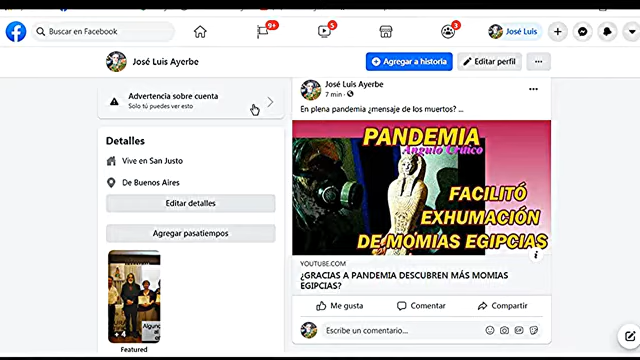 Buscar en Facebook
9+
5
3
José Luis
José Luis Ayerbe
Agregar a historia
Editar perfil
Advertencia sobre cuenta
Solo tú puedes ver esto
Detalles
Vive en San Justo
De Buenos Aires
Editar detalles
Agregar pasatiempos
+4
Featured
José Luis Ayerbe
7 min ·
En plena pandemia ¿mensaje de los muertos? ...
PANDEMIA
Angulo Crítico
FACILITÓ
EXHUMACIÓN
DE MOMIAS EGIPCIAS
YOUTUBE.COM
¿GRACIAS A PANDEMIA DESCUBREN MÁS MOMIAS
EGIPCIAS?
Me gusta
Comentar
Compartir
Escribe un comentario...